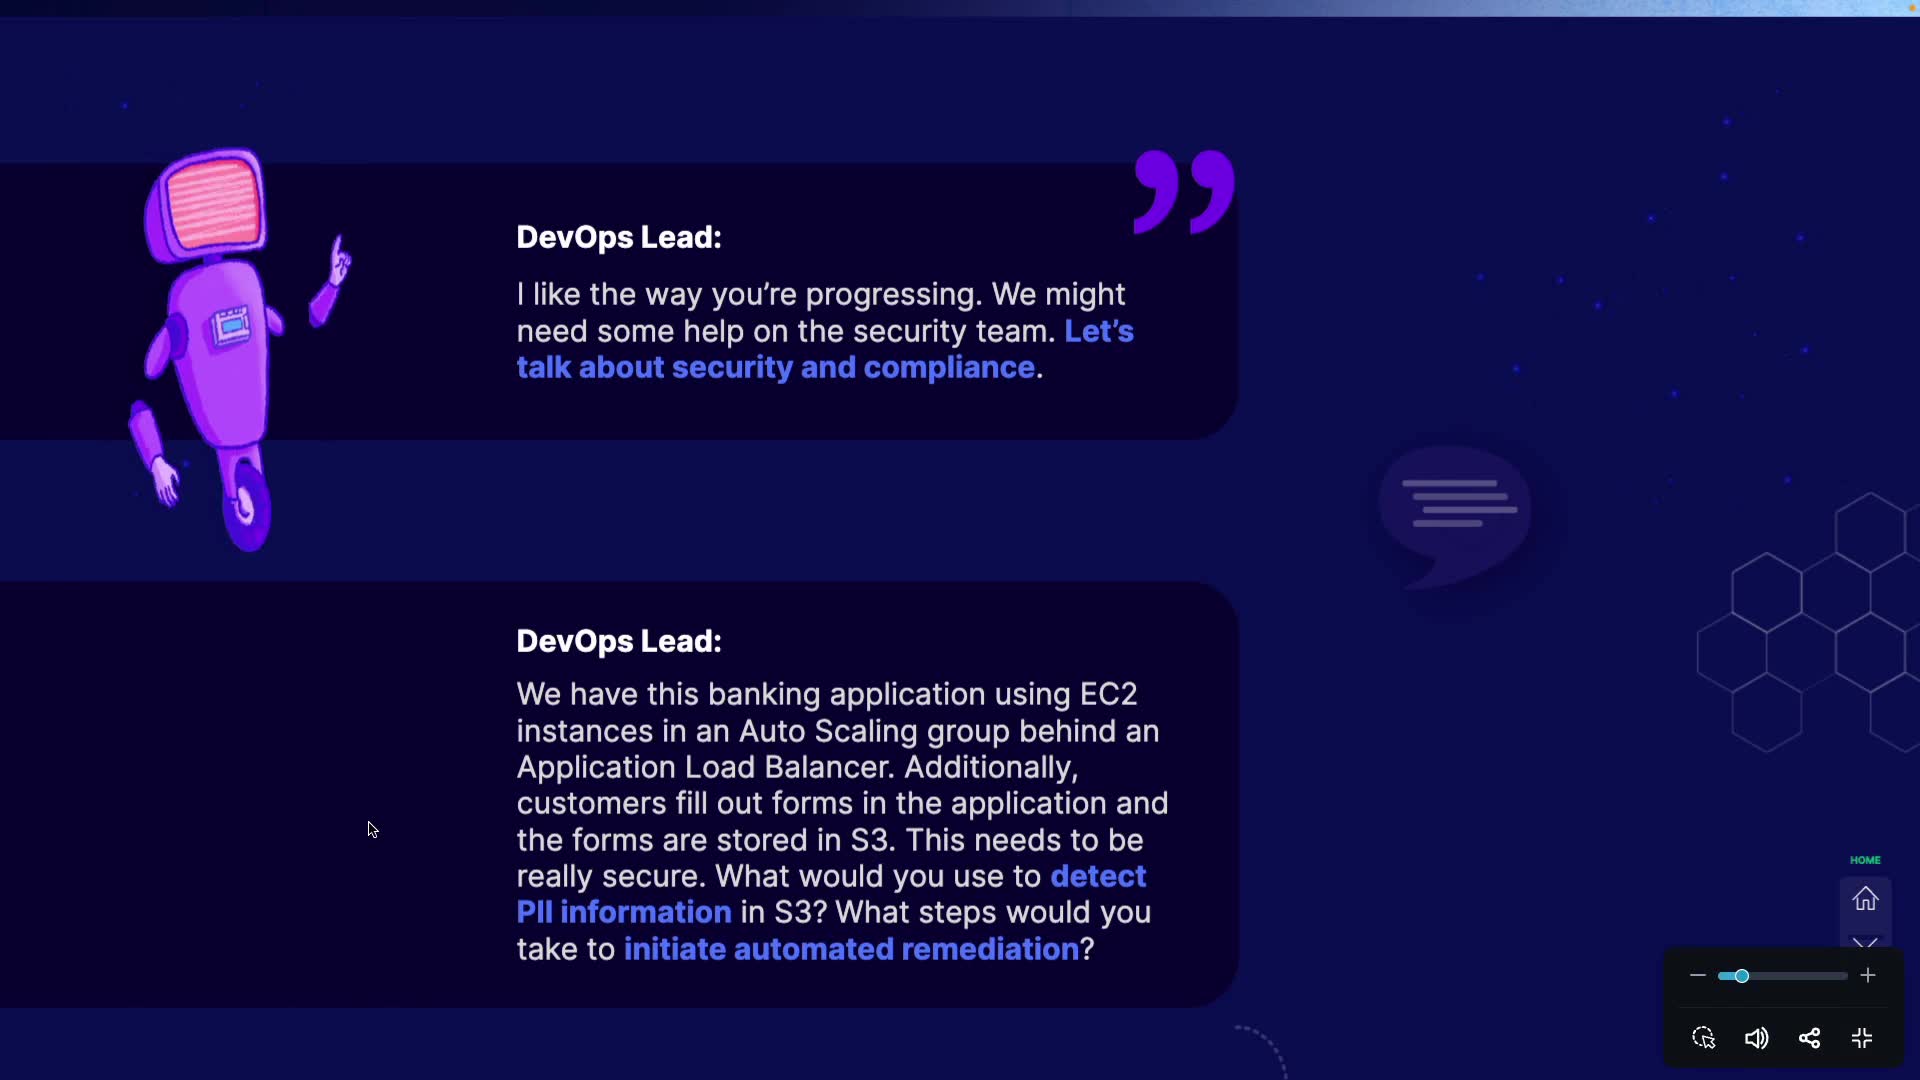 DevOps Lead:
I like the way you’re progressing. We might
need some help on the security team. Let’s
talk about security and compliance.
DevOps Lead:
We have this banking application using EC2
instances in an Auto Scaling group behind an
Application Load Balancer. Additionally,
customers fill out forms in the application and
the forms are stored in S3. This needs to be
really secure. What would you use to detect
PII information in S3? What steps would you
take to initiate automated remediation?
HOME